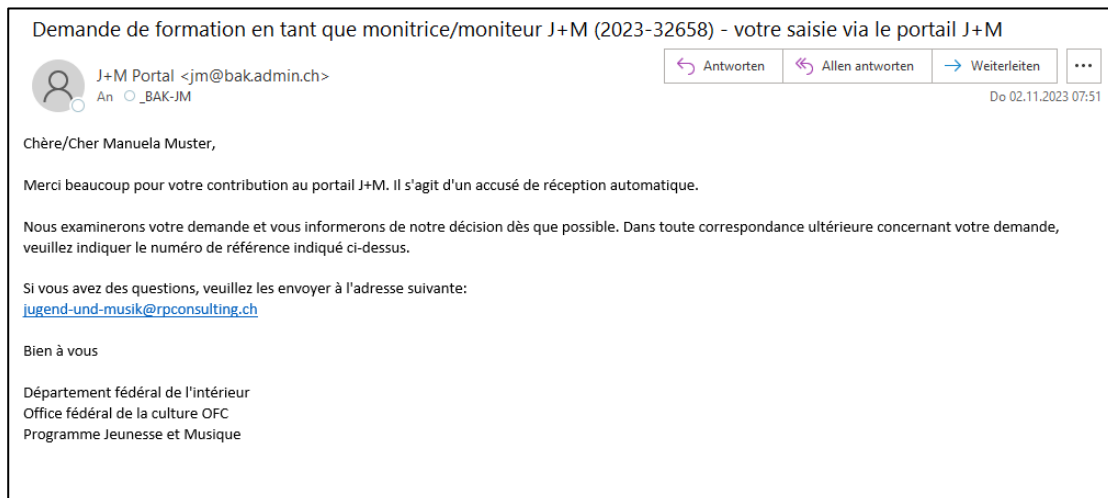 Demande de formation en tant que monitrice/moniteur J+M (2023-32658) - votre saisie via le portail J+M
J+M Portal <jm@bak.admin.ch>
An _BAK-JM
Antworten
Allen antworten
Weiterleiten
...
Do 02.11.2023 07:51
Chère/Cher Manuela Muster,
Merci beaucoup pour votre contribution au portail J+M. Il s'agit d'un accusé de réception automatique.
Nous examinerons votre demande et vous informerons de notre décision dès que possible. Dans toute correspondance ultérieure concernant votre demande,
veuillez indiquer le numéro de référence indiqué ci-dessus.
Si vous avez des questions, veuillez les envoyer à l'adresse suivante:
jugend-und-musik@rpconsulting.ch
Bien à vous
Département fédéral de l'intérieur
Office fédéral de la culture OFC
Programme Jeunesse et Musique